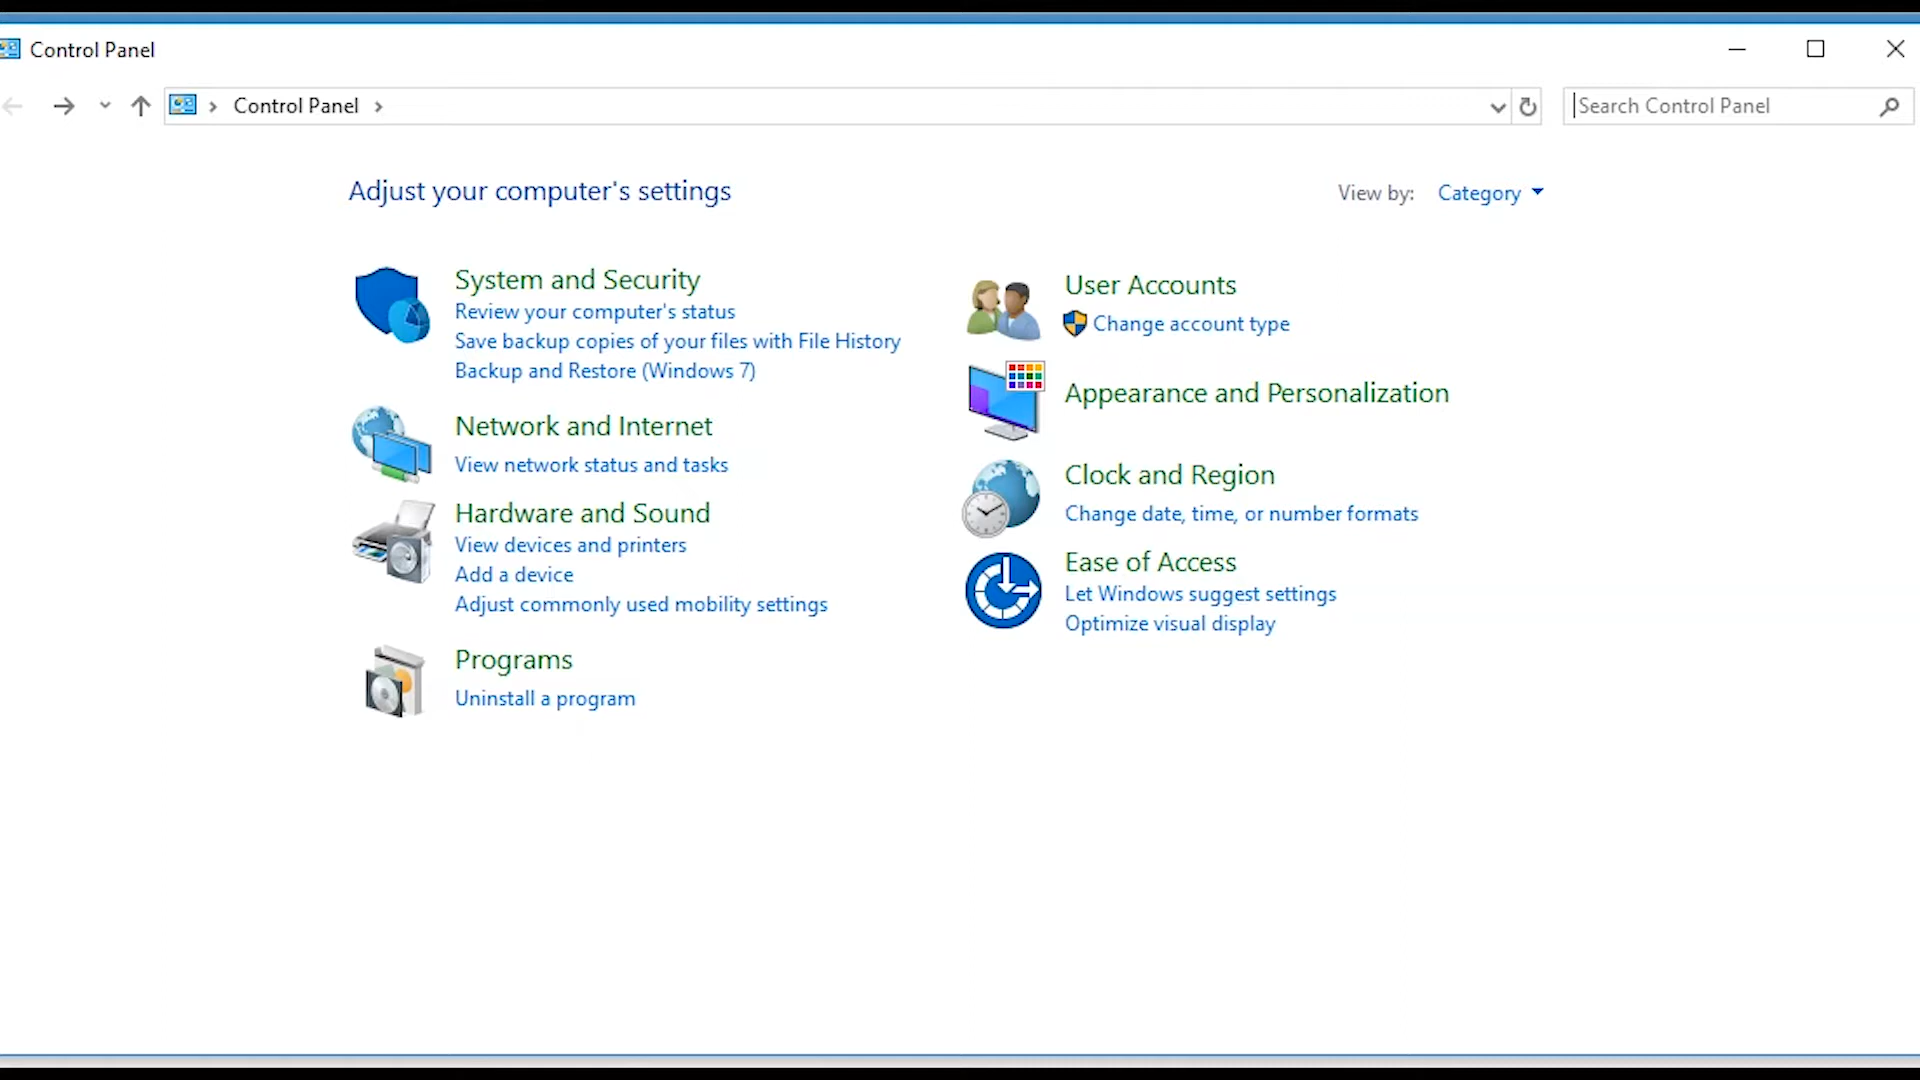 Control Panel
Control Panel
Search Control Panel
Adjust your computer's settings
View by: Category
System and Security
Review your computer's status
Save backup copies of your files with File History
Backup and Restore (Windows 7)
Network and Internet
View network status and tasks
Hardware and Sound
View devices and printers
Add a device
Adjust commonly used mobility settings
Programs
Uninstall a program
User Accounts
Change account type
Appearance and Personalization
Clock and Region
Change date, time, or number formats
Ease of Access
Let Windows suggest settings
Optimize visual display